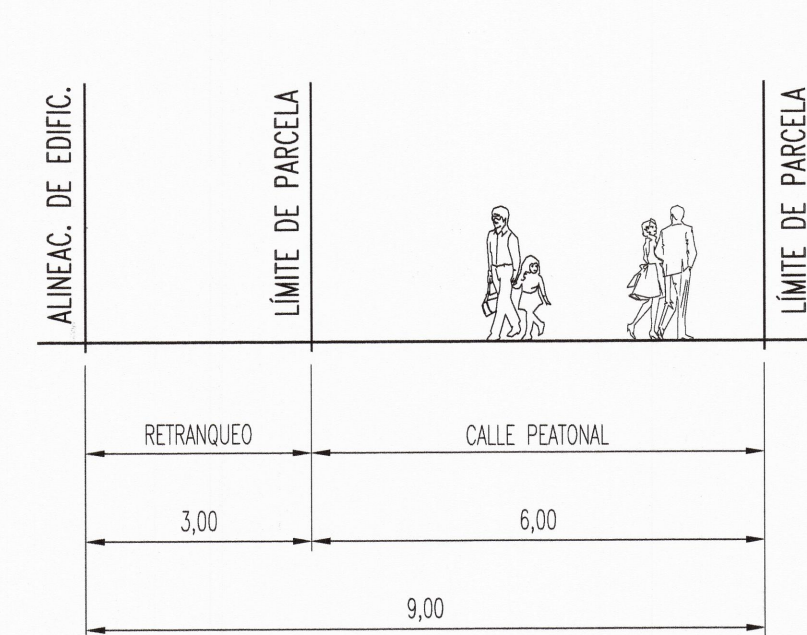 ALINEAC. DE EDIFIC.
LÍMITE DE PARCELA
LÍMITE DE PARCELA
RETRANQUEO
CALLE PEATONAL
3,00
6,00
9,00